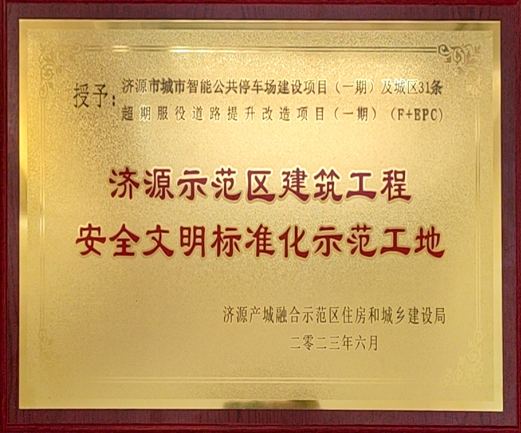 授予：
济源市城市智能公共停车场建设项目（一期）及城区31条
超期服役道路提升改造项目（一期）（F+EPC）
济源示范区建筑工程
安全文明标准化示范工地
济源产城融合示范区住房和城乡建设局
二零二三年六月